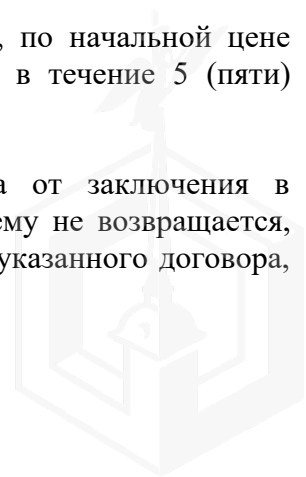 , по начальной цене
в течение 5 (пяти)
а от заключения в
ему не возвращается,
указанного договора,